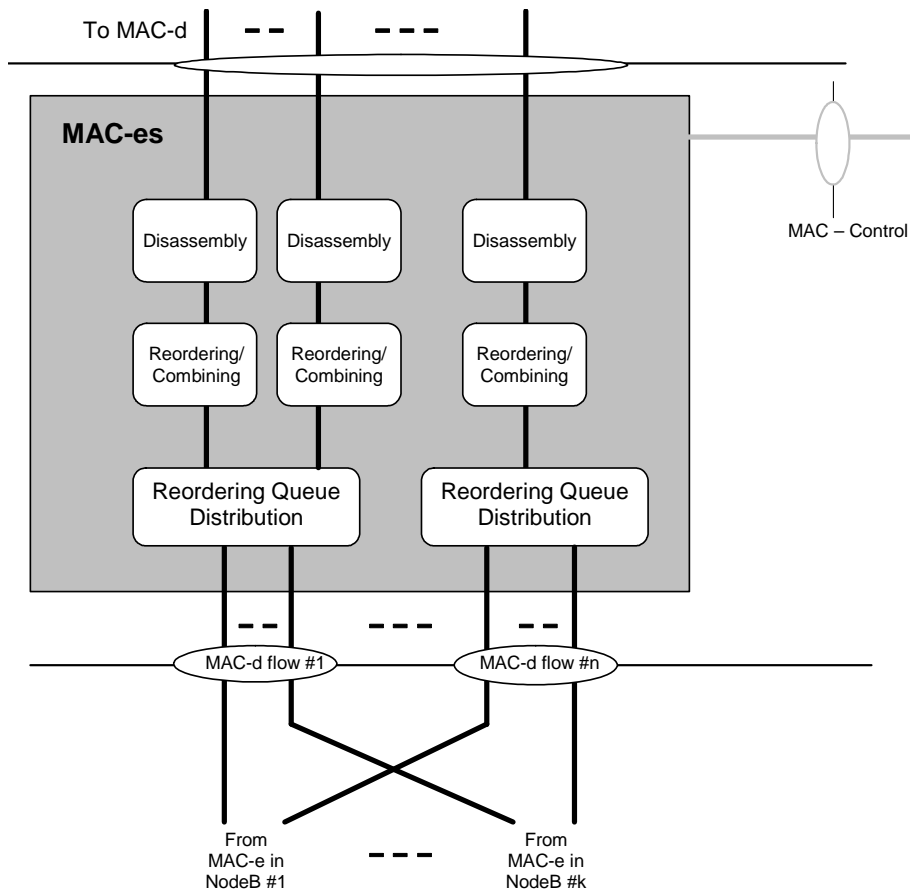 To MAC-d
MAC-es
MAC – Control
Disassembly
Disassembly
Disassembly
Reordering/
Combining
Reordering/
Combining
Reordering/
Combining
Reordering Queue
Distribution
Reordering Queue
Distribution
MAC-d flow #1
MAC-d flow #n
From
MAC-e in
NodeB #1
From
MAC-e in
NodeB #k